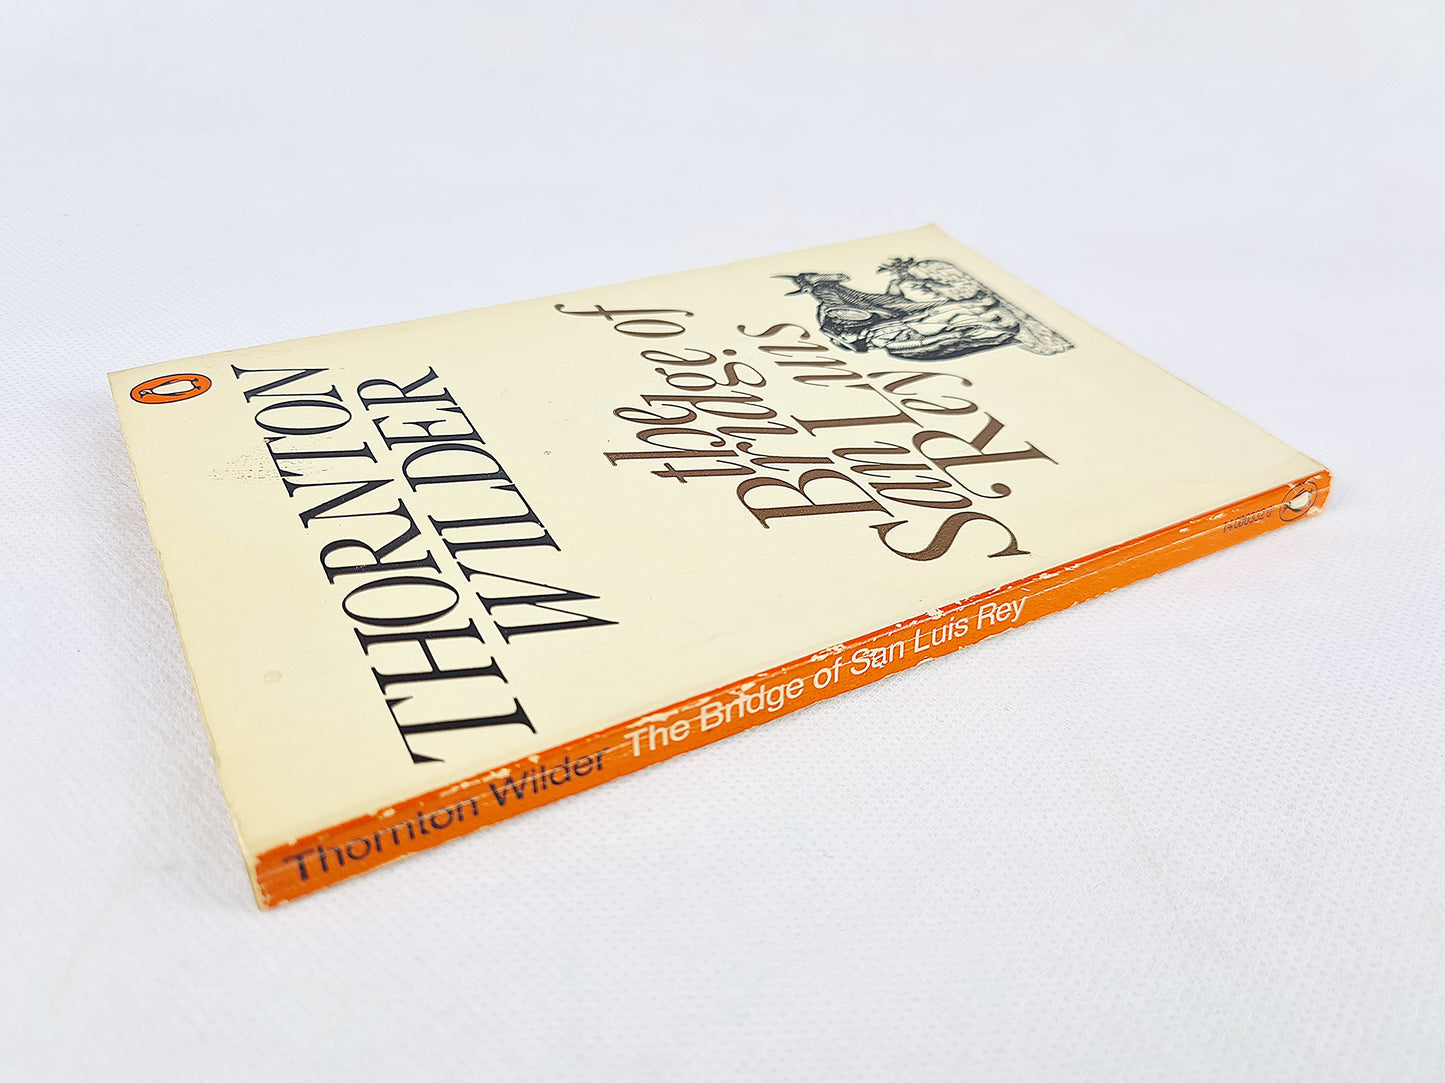 THORNTON
WILDER
the
Bridge of
San Luis
Rey
Thornton Wilder The Bridge of San Luis Rey